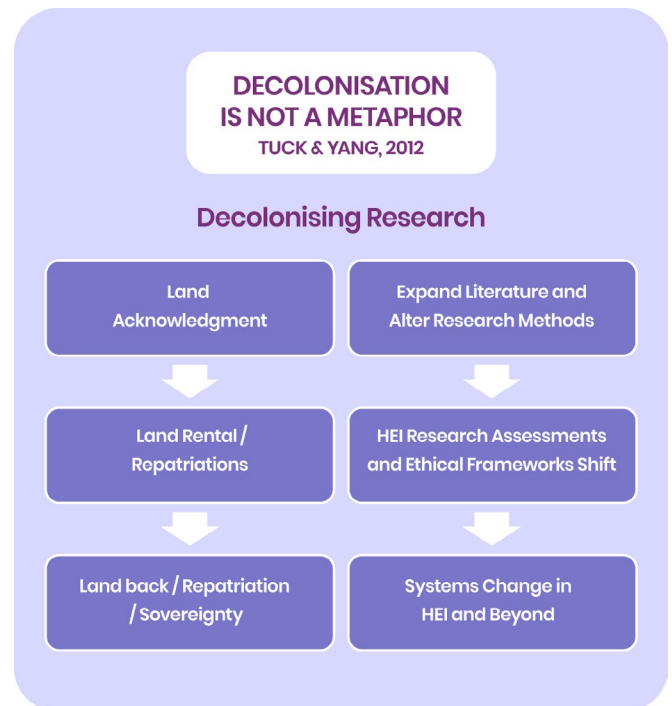 DECOLONISATION
IS NOT A METAPHOR
TUCK & YANG, 2012
Decolonising Research
Land
Acknowledgment
Land Rental /
Repatriations
Land back / Repatriation
/ Sovereignty
Expand Literature and
Alter Research Methods
HEI Research Assessments
and Ethical Frameworks Shift
Systems Change in
HEI and Beyond